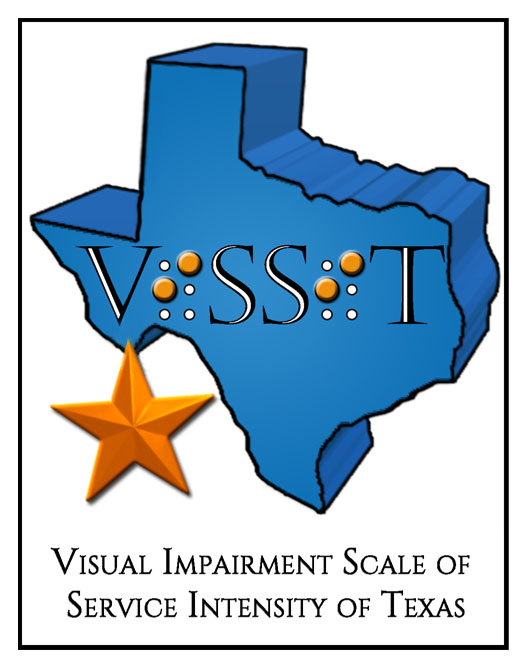 V⠊SS⠊T
VISUAL IMPAIRMENT SCALE OF
SERVICE INTENSITY OF TEXAS